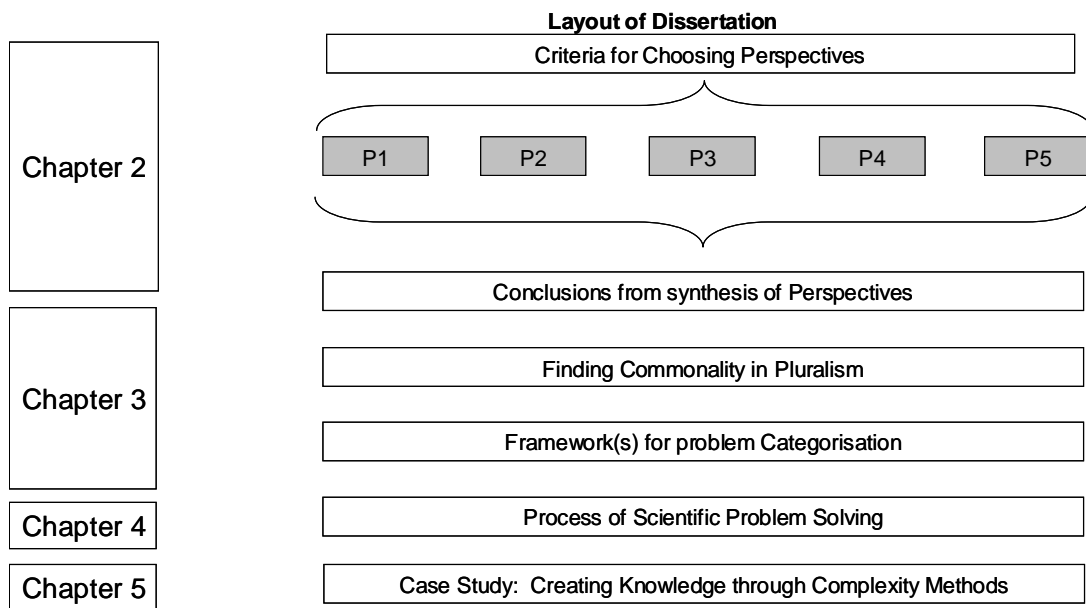 Layout of Dissertation
Criteria for Choosing Perspectives
Chapter 2
P1 P2 P3 P4 P5
Conclusions from synthesis of Perspectives
Chapter 3
Finding Commonality in Pluralism
Framework(s) for problem Categorisation
Chapter 4
Process of Scientific Problem Solving
Chapter 5
Case Study: Creating Knowledge through Complexity Methods